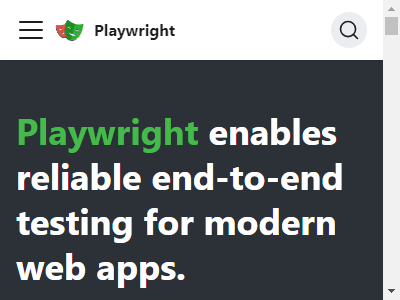 Playwright
Playwright enables
reliable end-to-end
testing for modern
web apps.